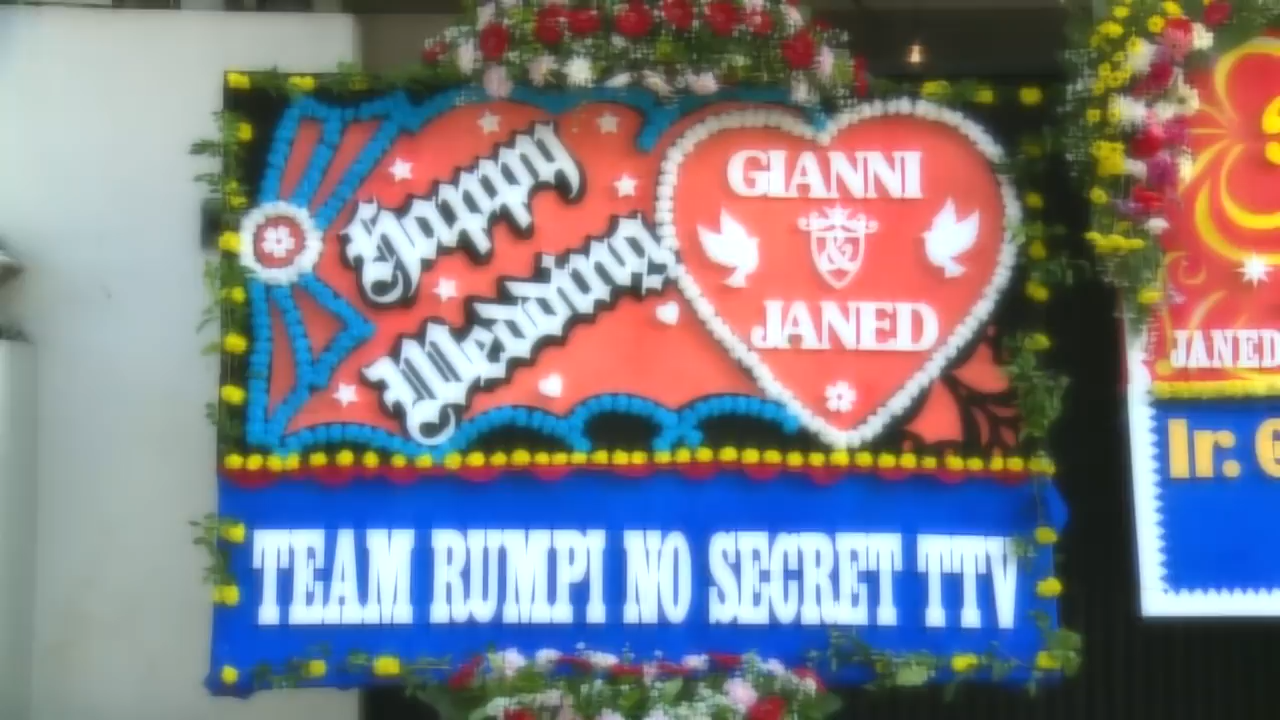 Happy
Wedding
GIANNI
&
JANED
TEAM RUMPI NO SECRET TTV
JANED
Ir.